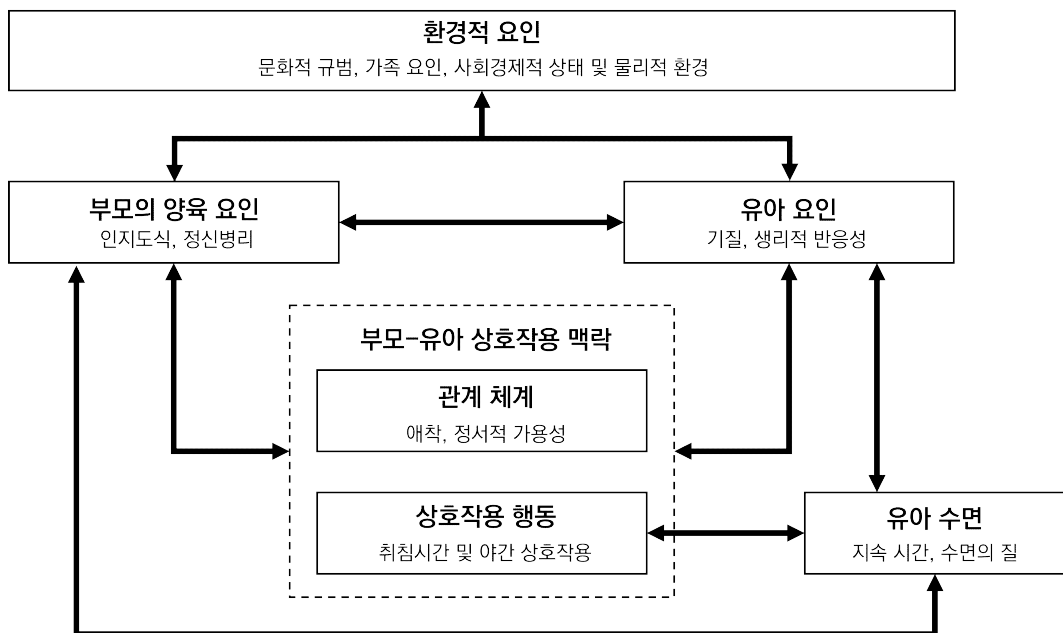 환경적 요인
문화적 규범, 가족 요인, 사회경제적 상태 및 물리적 환경
부모의 양육 요인
인지도식, 정신병리
유아 요인
기질, 생리적 반응성
부모-유아 상호작용 맥락
관계 체계
애착, 정서적 가용성
상호작용 행동
취침시간 및 야간 상호작용
유아 수면
지속 시간, 수면의 질